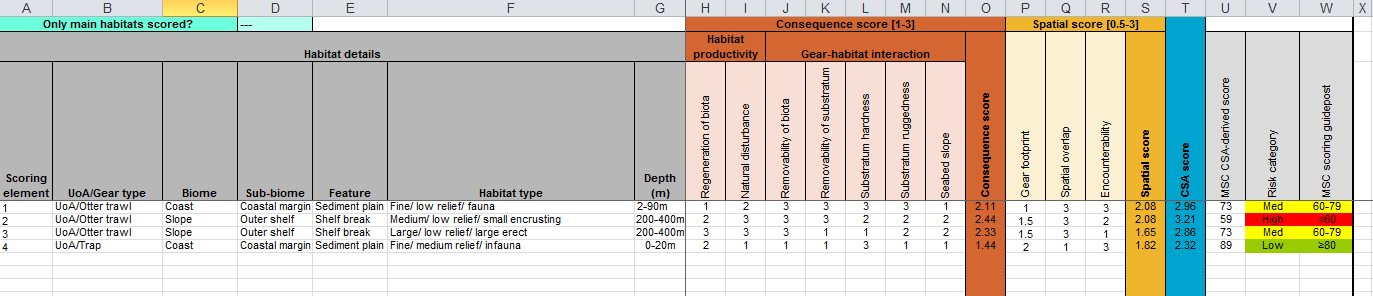 A B C D E F G H I J K L M N O P Q R S T U V W X
Only main habitats scored? --- Consequence score [1-3] Spatial score [0.5-3]
Habitat details
Habitat productivity Gear-habitat interaction
Scoring element UoA/Gear type Biome Sub-biome Feature Habitat type Depth (m) Regeneration of biota Natural disturbance Removability of biota Removability of substratum Substratum hardness Substratum ruggedness Seabed slope Consequence score Gear footprint Spatial overlap Encounterability Spatial score CSA score MSC CSA-derived score Risk category MSC scoring guidepost
1 UoA/Otter trawl Coast Coastal margin Sediment plain Fine/ low relief/ fauna 2-90m 1 2 3 3 3 3 1 2.11 1 3 3 2.08 2.96 73 Med 60-79
2 UoA/Otter trawl Slope Outer shelf Shelf break Medium/ low relief/ small encrusting 200-400m 2 3 3 3 2 2 2 2.44 1.5 3 2 2.08 3.21 59 High <60
3 UoA/Otter trawl Slope Outer shelf Shelf break Large/ low relief/ large erect 200-400m 3 3 3 1 1 2 2 2.33 1.5 3 1 1.65 2.86 73 Med 60-79
4 UoA/Trap Coast Coastal margin Sediment plain Fine/ medium relief/ infauna 0-20m 2 1 1 1 3 1 1 1.44 2 1 3 1.82 2.32 89 Low ≥80